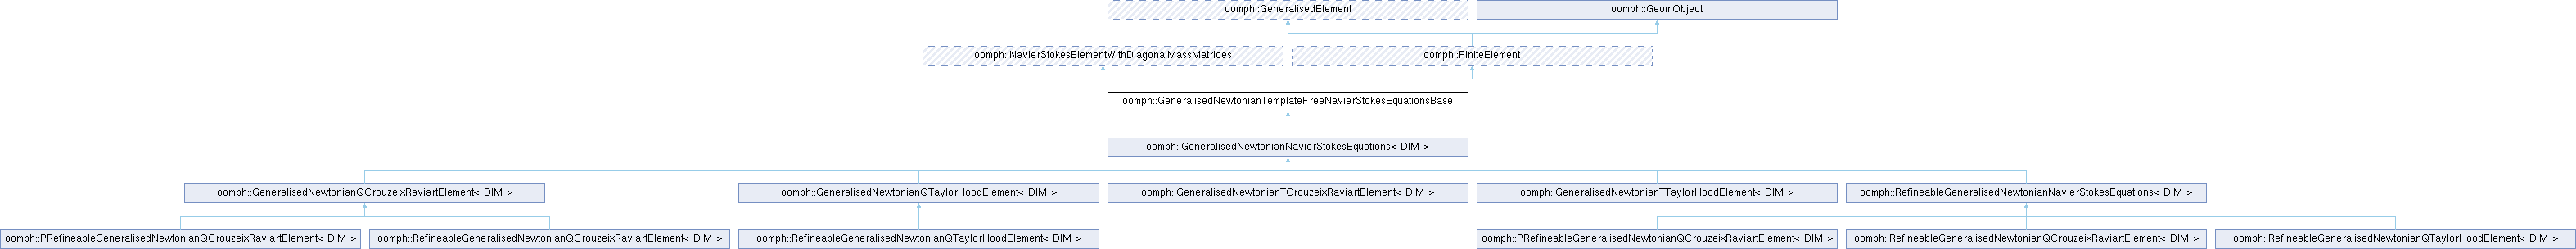 oomph::GeneralisedElement
oomph::GeomObject
oomph::NavierStokesElementWithDiagonalMassMatrices
oomph::FiniteElement
oomph::GeneralisedNewtonianTemplateFreeNavierStokesEquationsBase
oomph::GeneralisedNewtonianNavierStokesEquations< DIM >
oomph::GeneralisedNewtonianQCrouzeixRaviartElement< DIM >
oomph::GeneralisedNewtonianQTaylorHoodElement< DIM >
oomph::GeneralisedNewtonianTCrouzeixRaviartElement< DIM >
oomph::GeneralisedNewtonianTTaylorHoodElement< DIM >
oomph::RefineableGeneralisedNewtonianNavierStokesEquations< DIM >
oomph::PRefineableGeneralisedNewtonianQCrouzeixRaviartElement< DIM >
oomph::RefineableGeneralisedNewtonianQCrouzeixRaviartElement< DIM >
oomph::RefineableGeneralisedNewtonianQTaylorHoodElement< DIM >
oomph::PRefineableGeneralisedNewtonianQCrouzeixRaviartElement< DIM >
oomph::RefineableGeneralisedNewtonianQCrouzeixRaviartElement< DIM >
oomph::RefineableGeneralisedNewtonianQTaylorHoodElement< DIM >